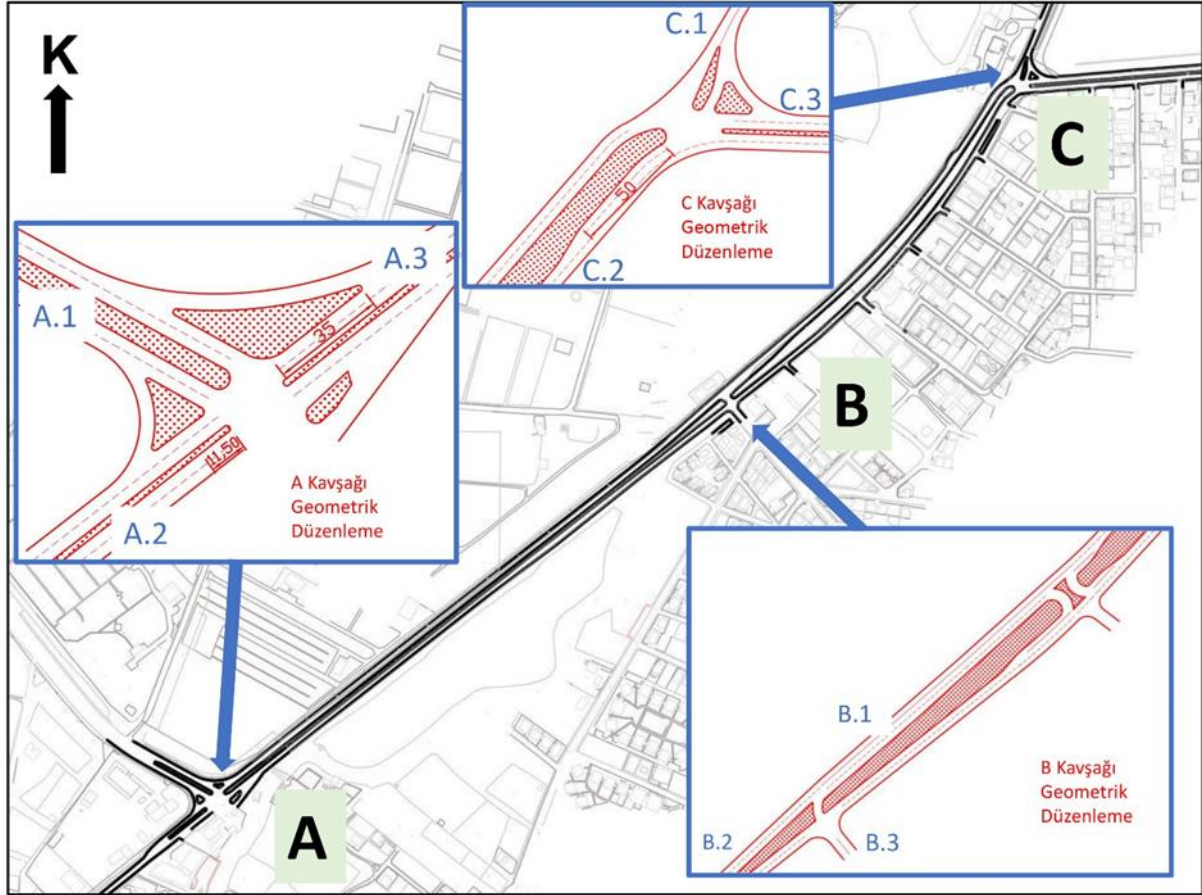 K
C.1
C.3
50
C Kavşağı
Geometrik
Düzenleme
C.2
C
A.3
A.1
35
11,50
A Kavşağı
Geometrik
Düzenleme
A.2
B
B.1
B Kavşağı
Geometrik
Düzenleme
B.2
B.3
A